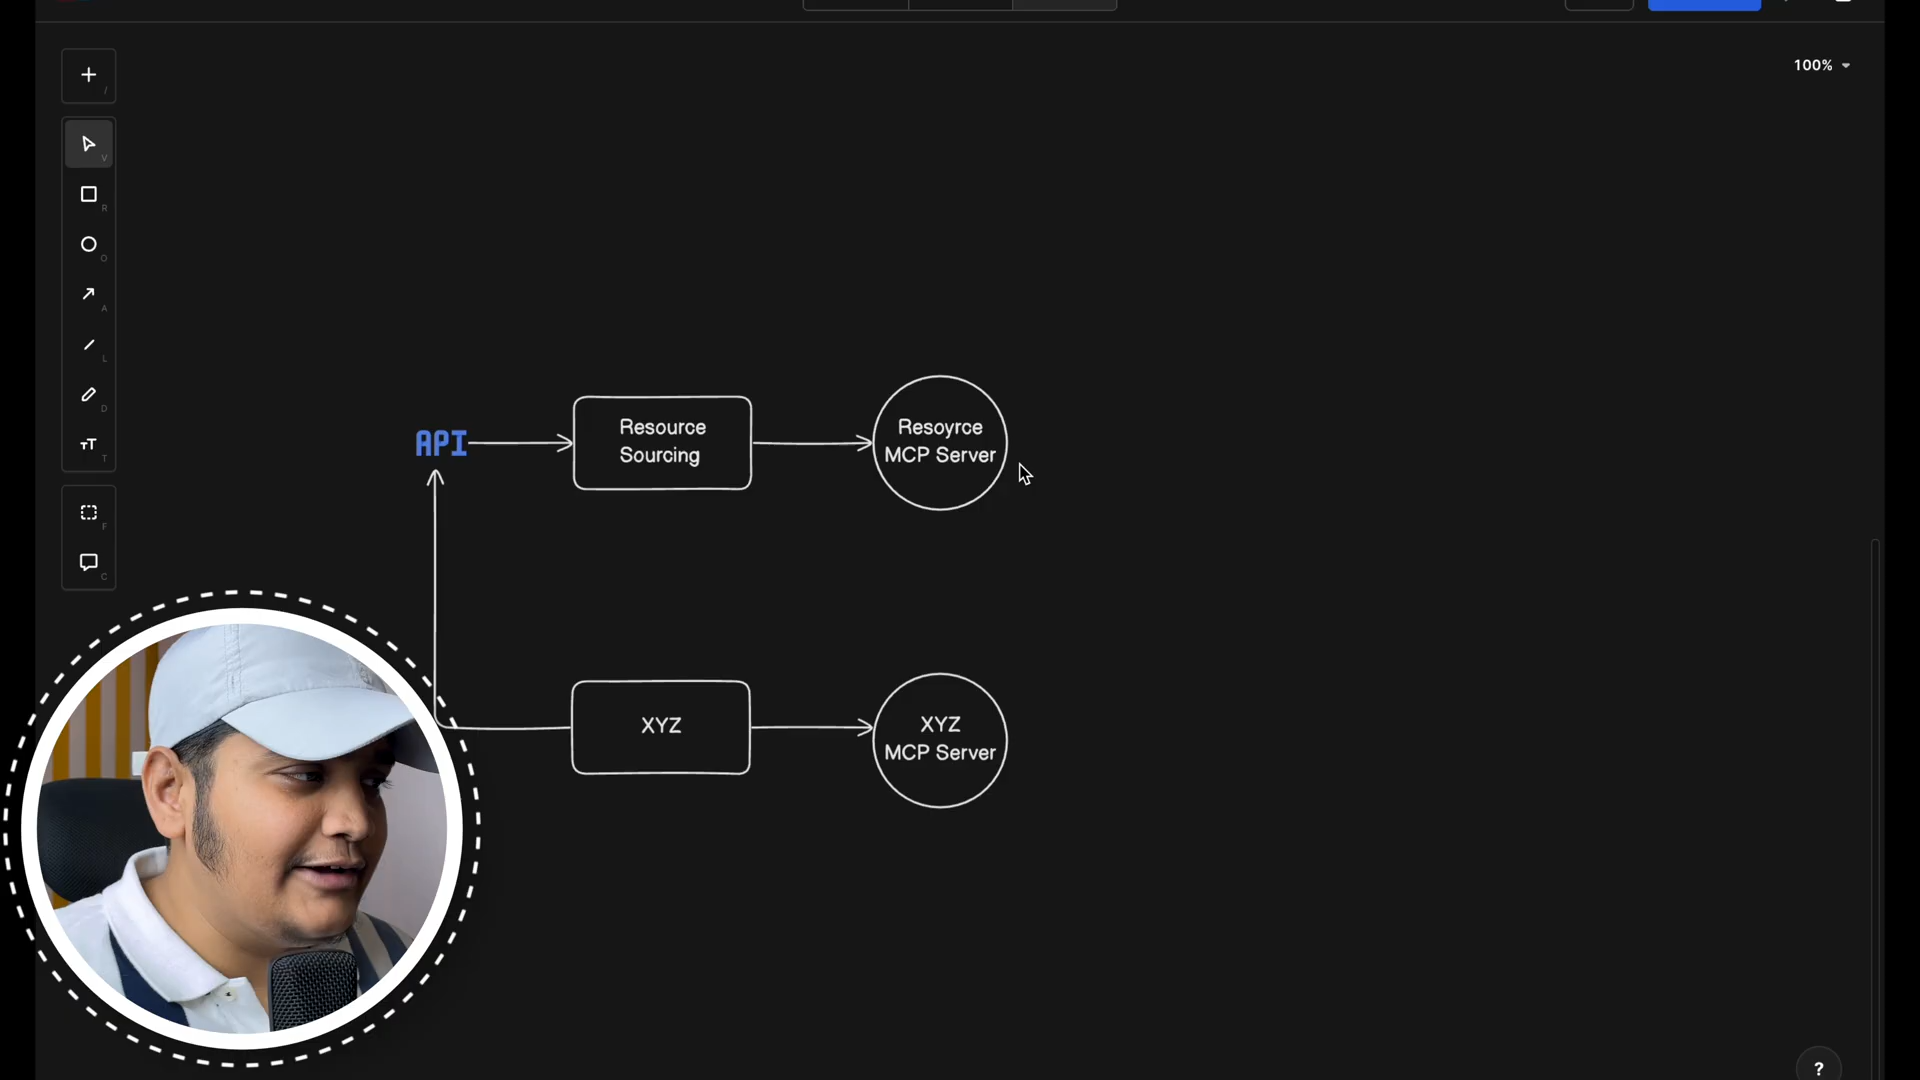 100%
/
V
R
O
A
L
D
T
F
C
API
Resource
Sourcing
Resoyrce
MCP Server
XYZ
XYZ
MCP Server
?